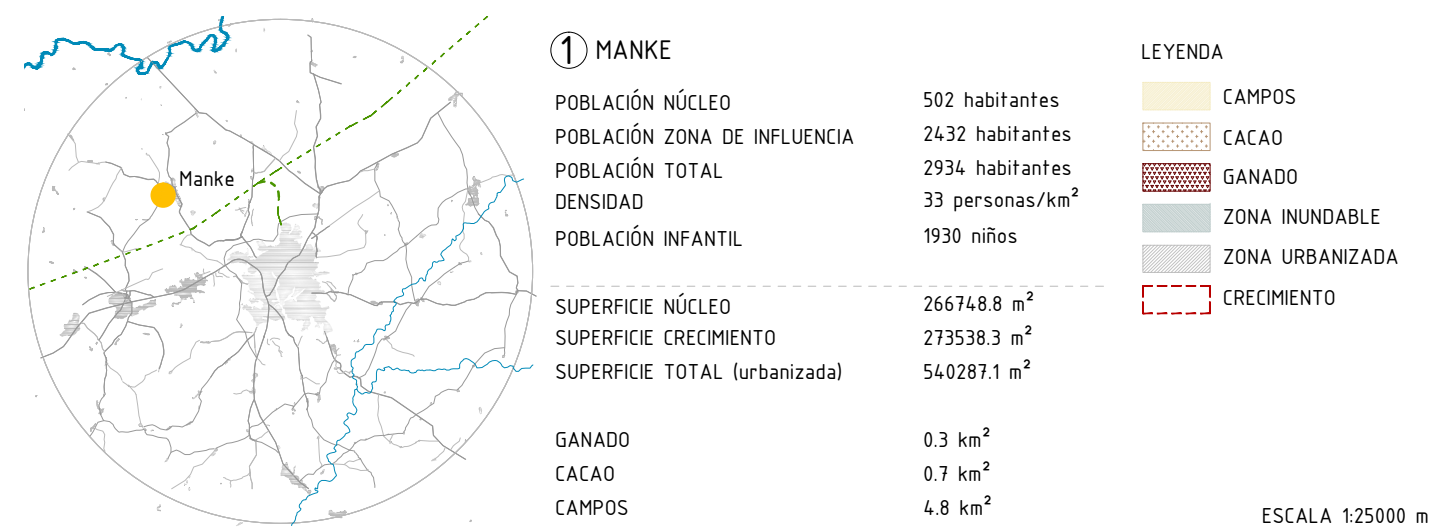 Manke
1 MANKE
POBLACIÓN NÚCLEO 502 habitantes
POBLACIÓN ZONA DE INFLUENCIA 2432 habitantes
POBLACIÓN TOTAL 2934 habitantes
DENSIDAD 33 personas/km²
POBLACIÓN INFANTIL 1930 niños
SUPERFICIE NÚCLEO 266748.8 m²
SUPERFICIE CRECIMIENTO 273538.3 m²
SUPERFICIE TOTAL (urbanizada) 540287.1 m²
GANADO 0.3 km²
CACAO 0.7 km²
CAMPOS 4.8 km²
LEYENDA
CAMPOS
CACAO
GANADO
ZONA INUNDABLE
ZONA URBANIZADA
CRECIMIENTO
ESCALA 1:25000 m